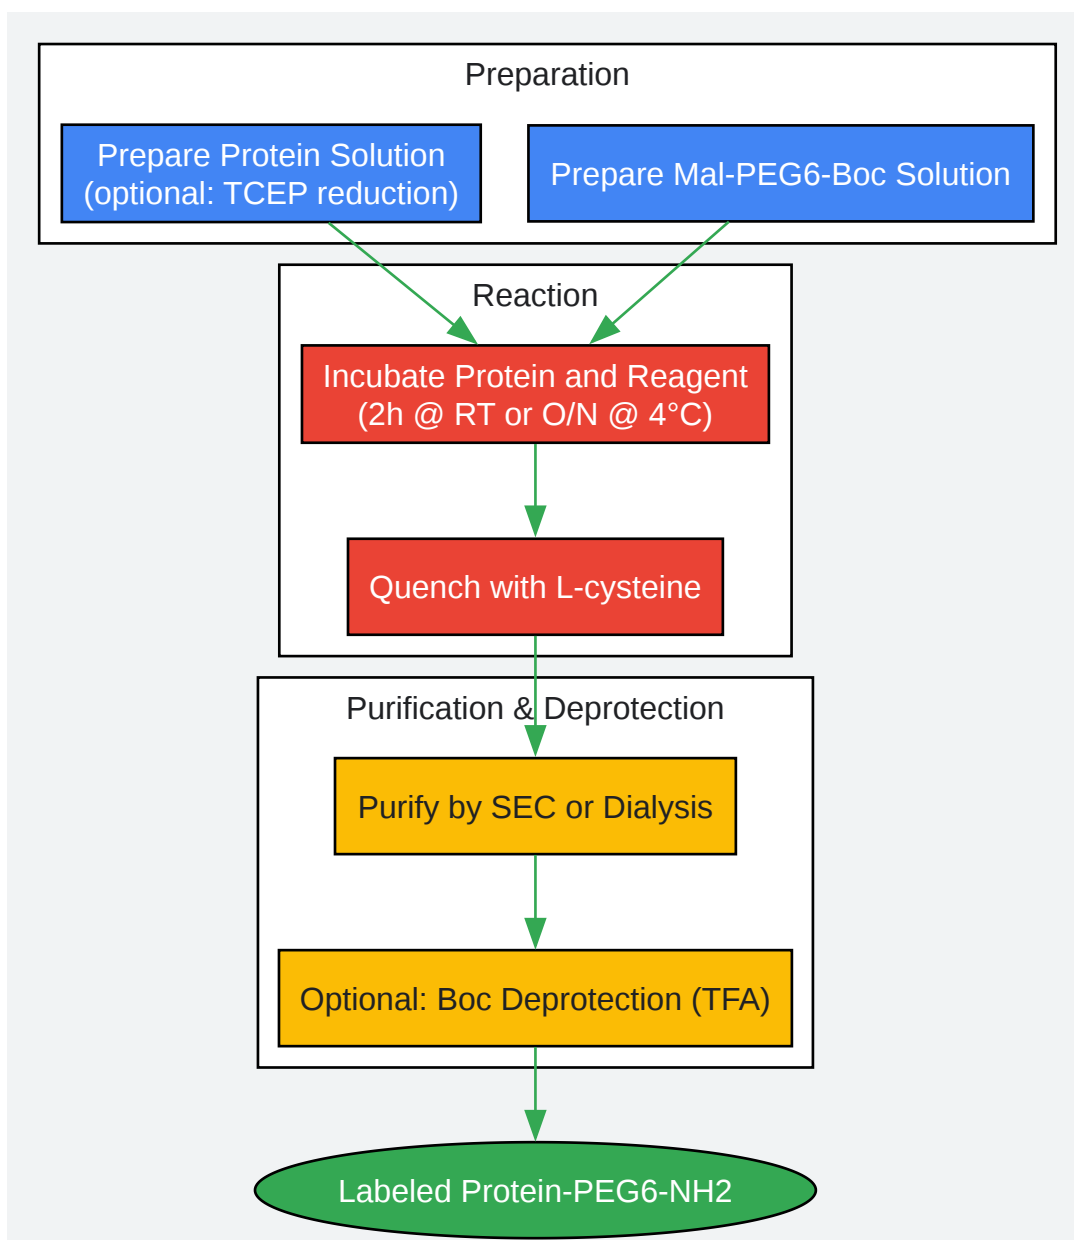 Preparation
Prepare Protein Solution
(optional: TCEP reduction)
Prepare Mal-PEG6-Boc Solution
Reaction
Incubate Protein and Reagent
(2h @ RT or O/N @ 4°C)
Quench with L-cysteine
Purification & Deprotection
Purify by SEC or Dialysis
Optional: Boc Deprotection (TFA)
Labeled Protein-PEG6-NH2